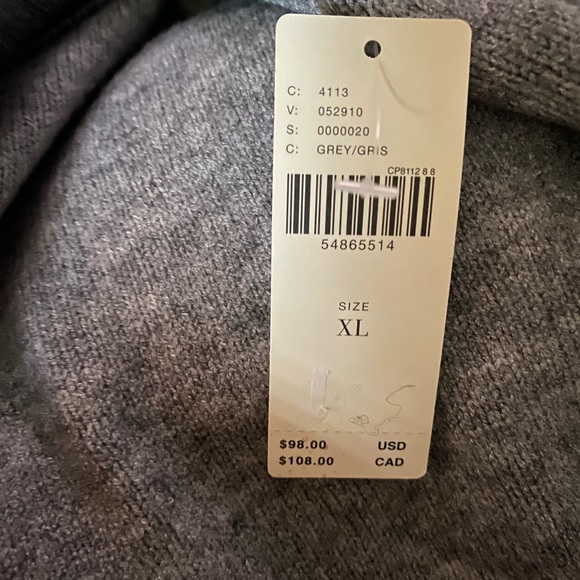 C: 4113
V: 052910
S: 0000020
C: GREY/GRIS
CP8112 8 8
54865514
SIZE
XL
$98.00 USD
$108.00 CAD